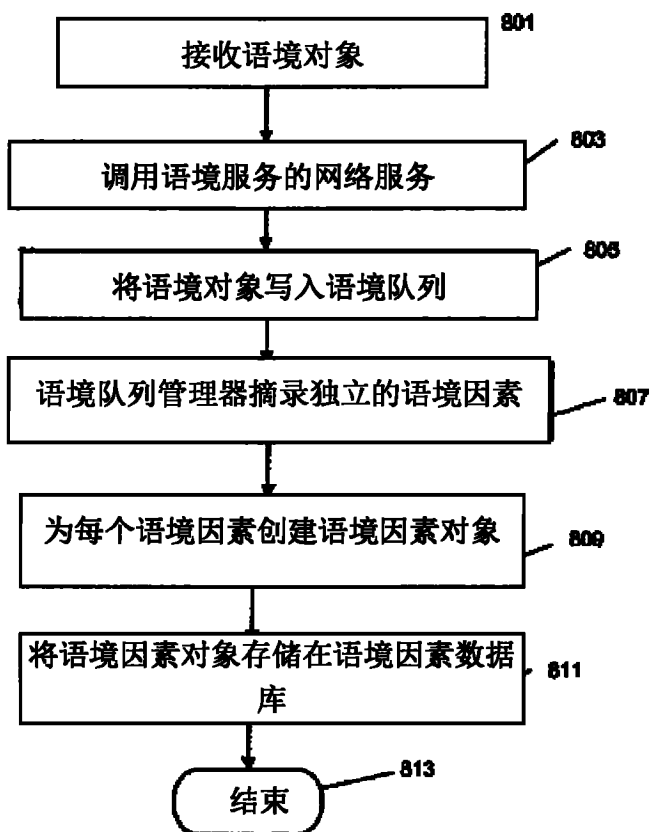 接收语境对象
801
调用语境服务的网络服务
803
将语境对象写入语境队列
805
语境队列管理器摘录独立的语境因素
807
为每个语境因素创建语境因素对象
809
将语境因素对象存储在语境因素数据
库
811
结束
813